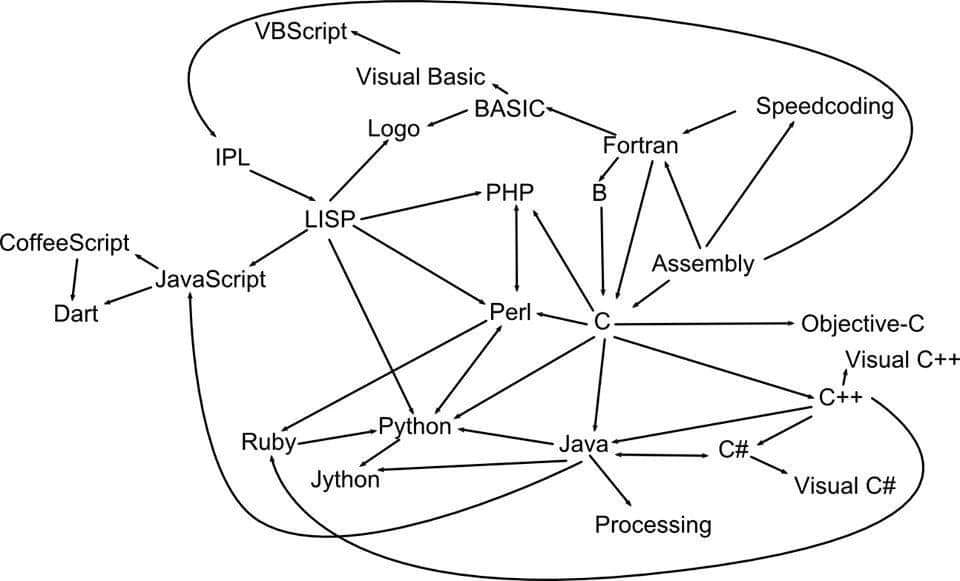 VBScript
Visual Basic
BASIC
Speedcoding
Logo
Fortran
IPL
PHP
B
LISP
CoffeeScript
Assembly
JavaScript
Dart
Perl
C
Objective-C
Visual C++
C++
Python
Ruby
Java
C#
Jython
Visual C#
Processing